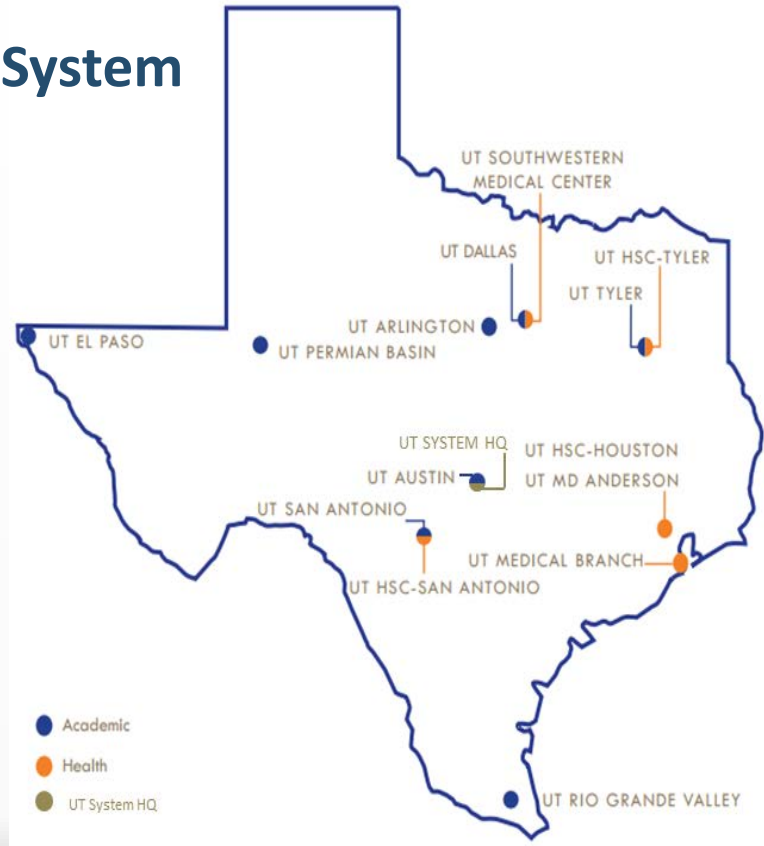 System
UT SOUTHWESTERN
MEDICAL CENTER
UT DALLAS
UT HSC-TYLER
UT TYLER
UT ARLINGTON
UT EL PASO
UT PERMIAN BASIN
UT SYSTEM HQ
UT HSC-HOUSTON
UT AUSTIN
UT MD ANDERSON
UT SAN ANTONIO
UT MEDICAL BRANCH
UT HSC-SAN ANTONIO
Academic
Health
UT System HQ
UT RIO GRANDE VALLEY